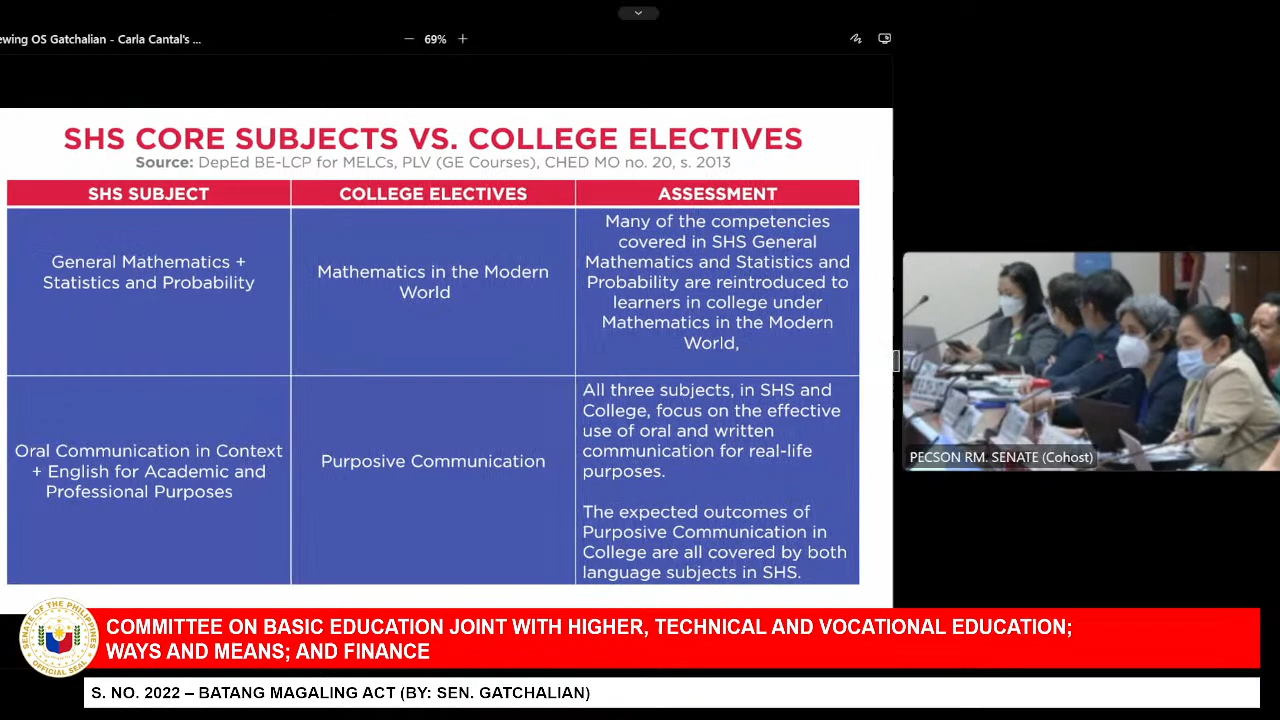 ewing OS Gatchalian - Carla Cantal's ...
69%
SHS CORE SUBJECTS VS. COLLEGE ELECTIVES
Source: DepEd BE-LCP for MELCs, PLV (GE Courses), CHED MO no. 20, s. 2013
SHS SUBJECT
COLLEGE ELECTIVES
ASSESSMENT
General Mathematics +
Statistics and Probability
Mathematics in the Modern
World
Many of the competencies
covered in SHS General
Mathematics and Statistics and
Probability are reintroduced to
learners in college under
Mathematics in the Modern
World,
Oral Communication in Context
+ English for Academic and
Professional Purposes
Purposive Communication
All three subjects, in SHS and
College, focus on the effective
use of oral and written
communication for real-life
purposes.
The expected outcomes of
Purposive Communication in
College are all covered by both
language subjects in SHS.
PECSON RM. SENATE (Cohost)
SENATE OF THE PHILIPPINES
OFFICIAL SEAL
COMMITTEE ON BASIC EDUCATION JOINT WITH HIGHER, TECHNICAL AND VOCATIONAL EDUCATION;
WAYS AND MEANS; AND FINANCE
S. NO. 2022 – BATANG MAGALING ACT (BY: SEN. GATCHALIAN)